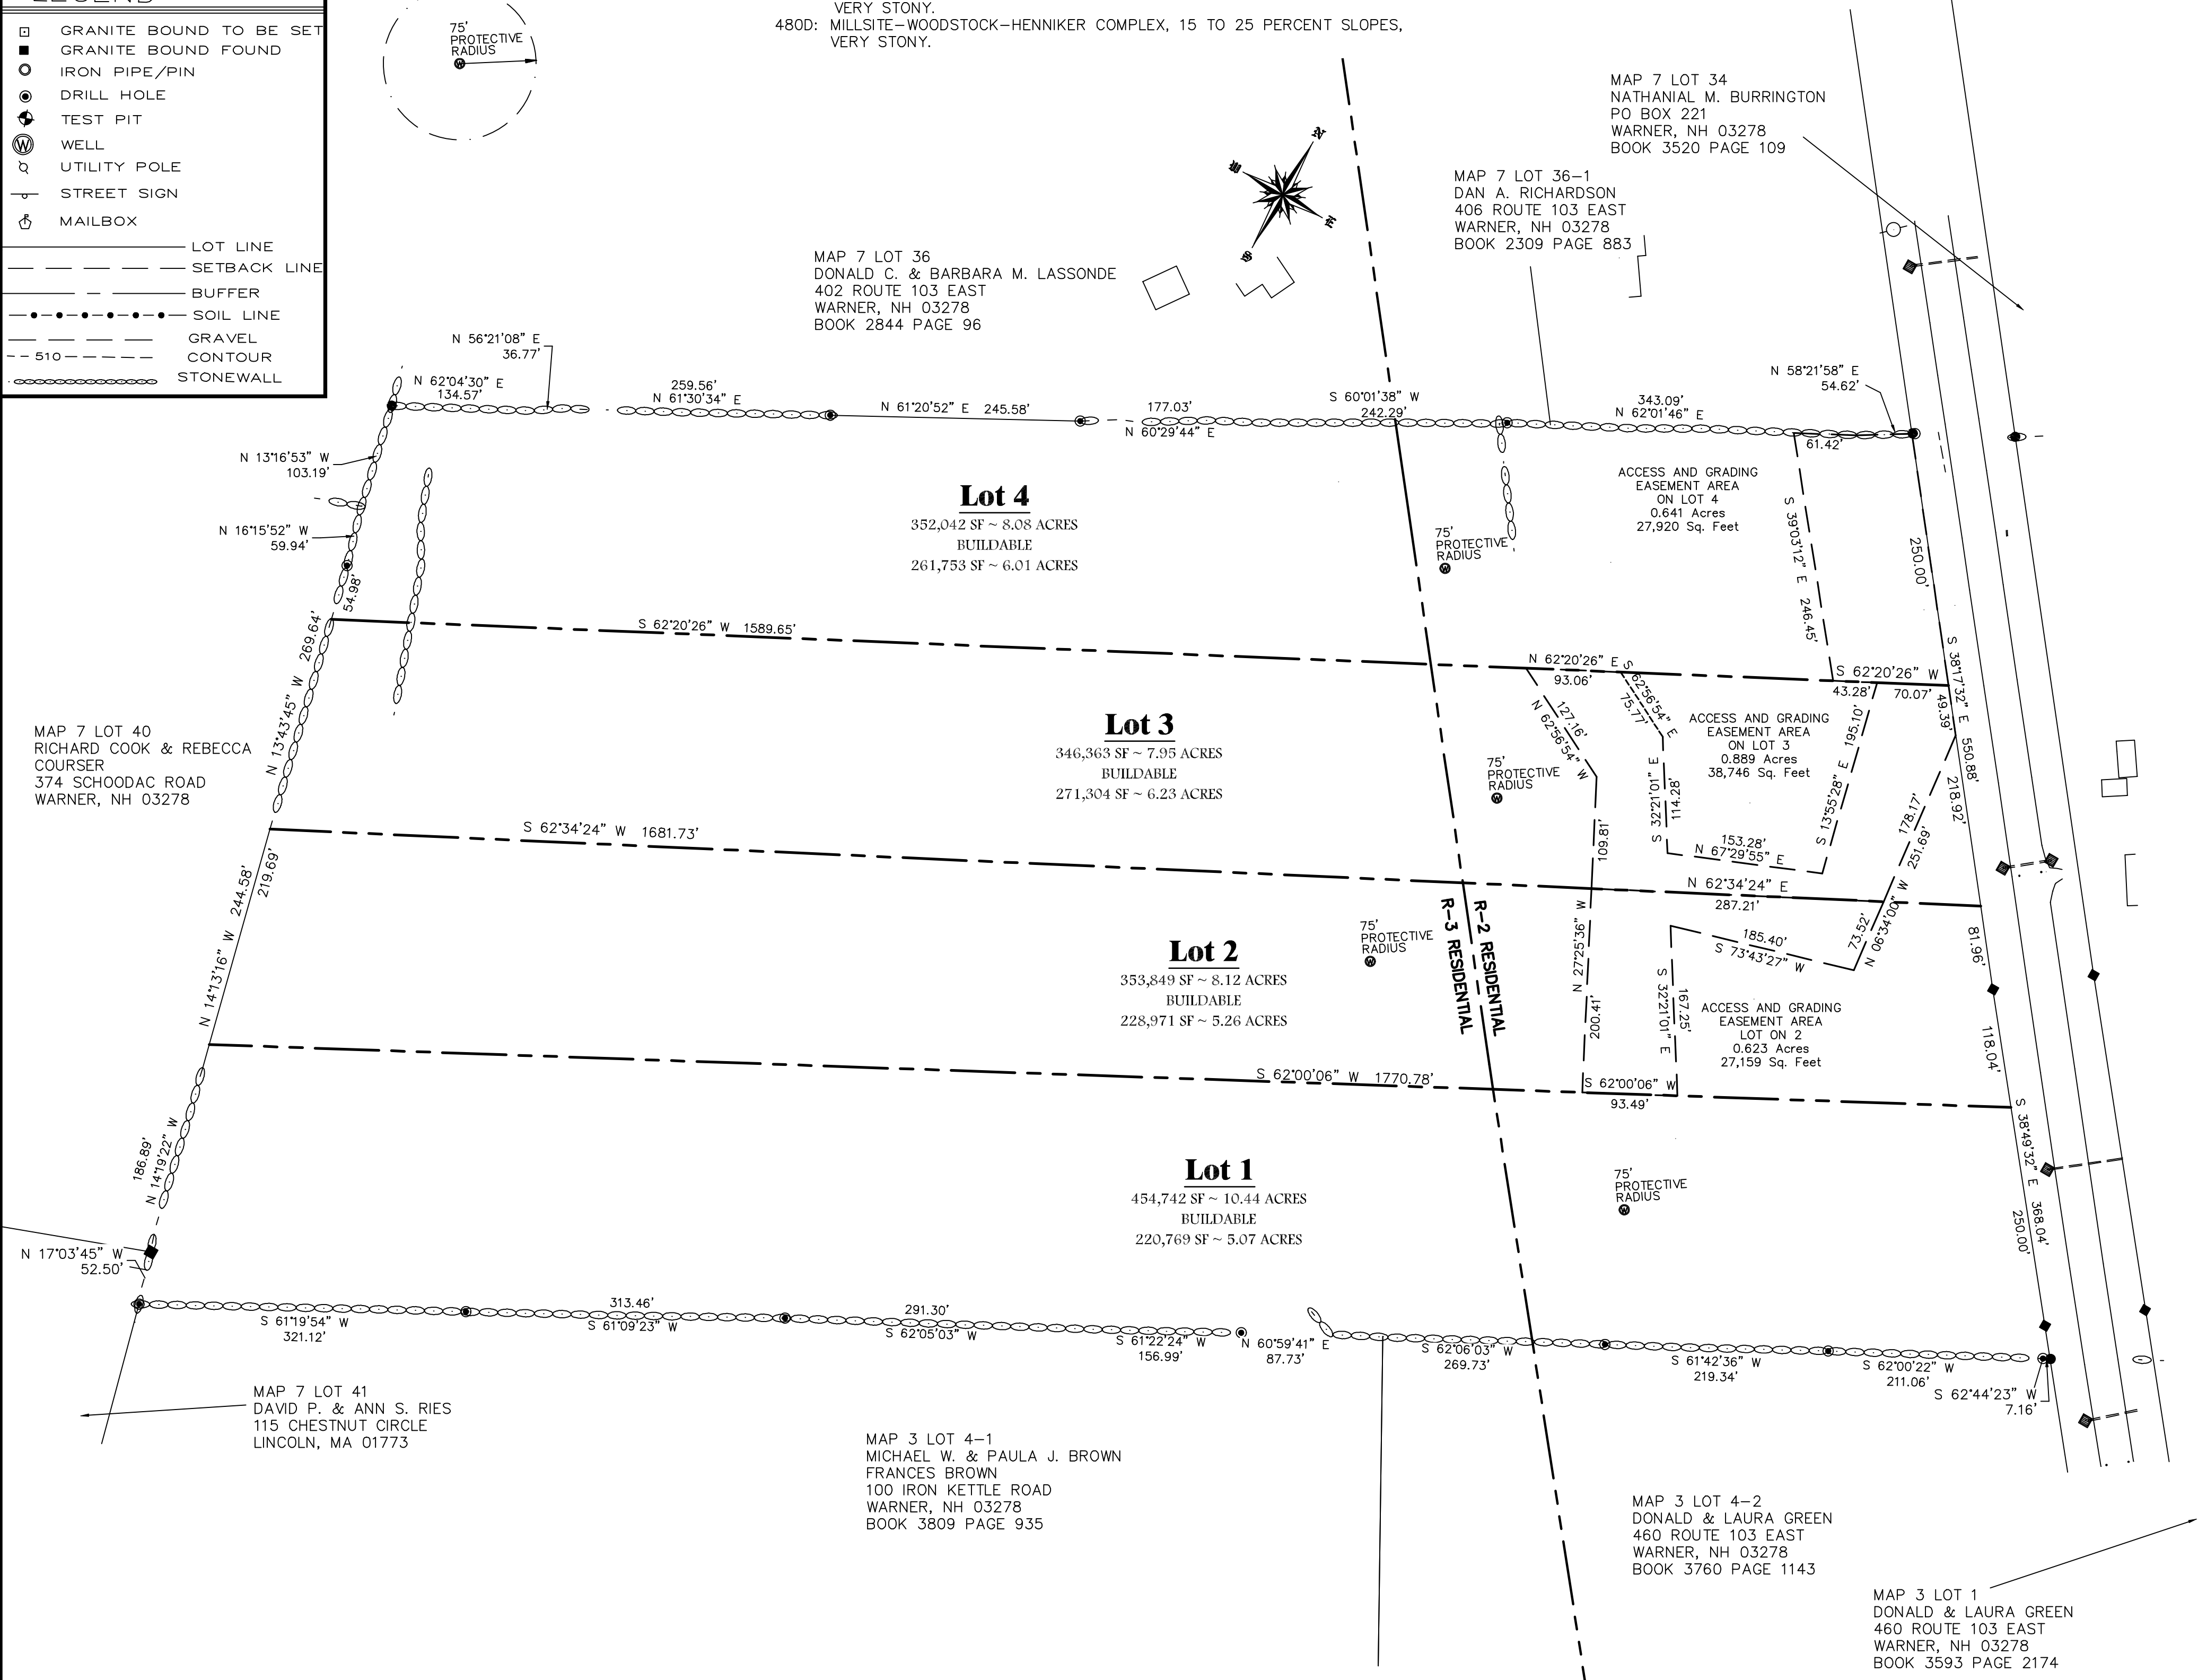 LEGEND
GRANITE BOUND TO BE SET
GRANITE BOUND FOUND
IRON PIPE/PIN
DRILL HOLE
TEST PIT
WELL
UTILITY POLE
STREET SIGN
MAILBOX
LOT LINE
SETBACK LINE
BUFFER
SOIL LINE
GRAVEL
510 CONTOUR
STONEWALL
75'
PROTECTIVE
RADIUS
W
VERY STONY.
480D: MILLSITE-WOODSTOCK-HENNIKER COMPLEX, 15 TO 25 PERCENT SLOPES,
VERY STONY.
MAP 7 LOT 34
NATHANIAL M. BURRINGTON
PO BOX 221
WARNER, NH 03278
BOOK 3520 PAGE 109
MAP 7 LOT 36-1
DAN A. RICHARDSON
406 ROUTE 103 EAST
WARNER, NH 03278
BOOK 2309 PAGE 883
MAP 7 LOT 36
DONALD C. & BARBARA M. LASSONDE
402 ROUTE 103 EAST
WARNER, NH 03278
BOOK 2844 PAGE 96
N 56°21'08" E
36.77'
N 62°04'30" E
134.57'
259.56'
N 61°30'34" E
N 61°20'52" E 245.58'
177.03'
N 60°29'44" E
S 60°01'38" W
242.29'
343.09'
N 62°01'46" E
N 58°21'58" E
54.62'
61.42'
N 13°16'53" W
103.19'
N 16°15'52" W
59.94'
54.98'
N 13°43'45" W 269.64'
Lot 4
352,042 SF ~ 8.08 ACRES
BUILDABLE
261,753 SF ~ 6.01 ACRES
75'
PROTECTIVE
RADIUS
W
ACCESS AND GRADING
EASEMENT AREA
ON LOT 4
0.641 Acres
27,920 Sq. Feet
S 39°03'12" E 246.45'
250.00'
S 38°17'32" E 550.88'
S 62°20'26" W 1589.65'
N 62°20'26" E
93.06'
S 62°56'54" E
75.77'
S 62°20'26" W
43.28'
70.07'
49.39'
127.16'
N 62°56'54" W
MAP 7 LOT 40
RICHARD COOK & REBECCA
COURSER
374 SCHOODAC ROAD
WARNER, NH 03278
Lot 3
346,363 SF ~ 7.95 ACRES
BUILDABLE
271,304 SF ~ 6.23 ACRES
75'
PROTECTIVE
RADIUS
W
ACCESS AND GRADING
EASEMENT AREA
ON LOT 3
0.889 Acres
38,746 Sq. Feet
S 32°21'01" E
114.28'
S 13°55'28" E 195.10'
153.28'
N 67°29'55" E
109.81'
178.17'
218.92'
N 06°34'00" W 251.69'
73.52'
S 62°34'24" W 1681.73'
N 62°34'24" E
287.21'
N 14°13'16" W 244.58'
219.69'
R-3 RESIDENTIAL
R-2 RESIDENTIAL
Lot 2
353,849 SF ~ 8.12 ACRES
BUILDABLE
228,971 SF ~ 5.26 ACRES
75'
PROTECTIVE
RADIUS
W
N 27°25'36" W
200.41'
185.40'
S 73°43'27" W
S 32°21'01" E
167.25'
ACCESS AND GRADING
EASEMENT AREA
LOT ON 2
0.623 Acres
27,159 Sq. Feet
81.96'
118.04'
S 62°00'06" W 1770.78'
S 62°00'06" W
93.49'
S 38°49'32" E 368.04'
250.00'
186.89'
N 14°19'22" W
Lot 1
454,742 SF ~ 10.44 ACRES
BUILDABLE
220,769 SF ~ 5.07 ACRES
75'
PROTECTIVE
RADIUS
W
N 17°03'45" W
52.50'
S 61°19'54" W
321.12'
313.46'
S 61°09'23" W
291.30'
S 62°05'03" W
S 61°22'24" W
156.99'
N 60°59'41" E
87.73'
S 62°06'03" W
269.73'
S 61°42'36" W
219.34'
S 62°00'22" W
211.06'
S 62°44'23" W
7.16'
MAP 7 LOT 41
DAVID P. & ANN S. RIES
115 CHESTNUT CIRCLE
LINCOLN, MA 01773
MAP 3 LOT 4-1
MICHAEL W. & PAULA J. BROWN
FRANCES BROWN
100 IRON KETTLE ROAD
WARNER, NH 03278
BOOK 3809 PAGE 935
MAP 3 LOT 4-2
DONALD & LAURA GREEN
460 ROUTE 103 EAST
WARNER, NH 03278
BOOK 3760 PAGE 1143
MAP 3 LOT 1
DONALD & LAURA GREEN
460 ROUTE 103 EAST
WARNER, NH 03278
BOOK 3593 PAGE 2174